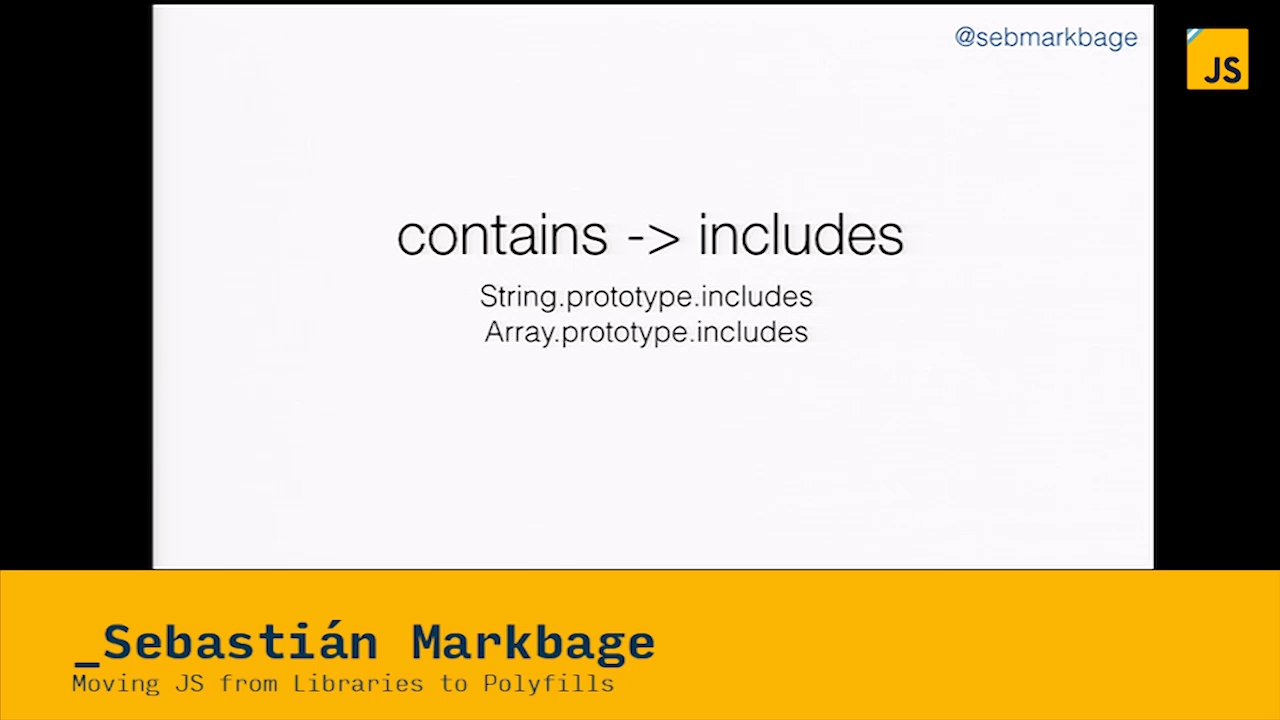 @sebmarkbage
JS
contains -> includes
String.prototype.includes
Array.prototype.includes
_Sebastián Markbage
Moving JS from Libraries to Polyfills